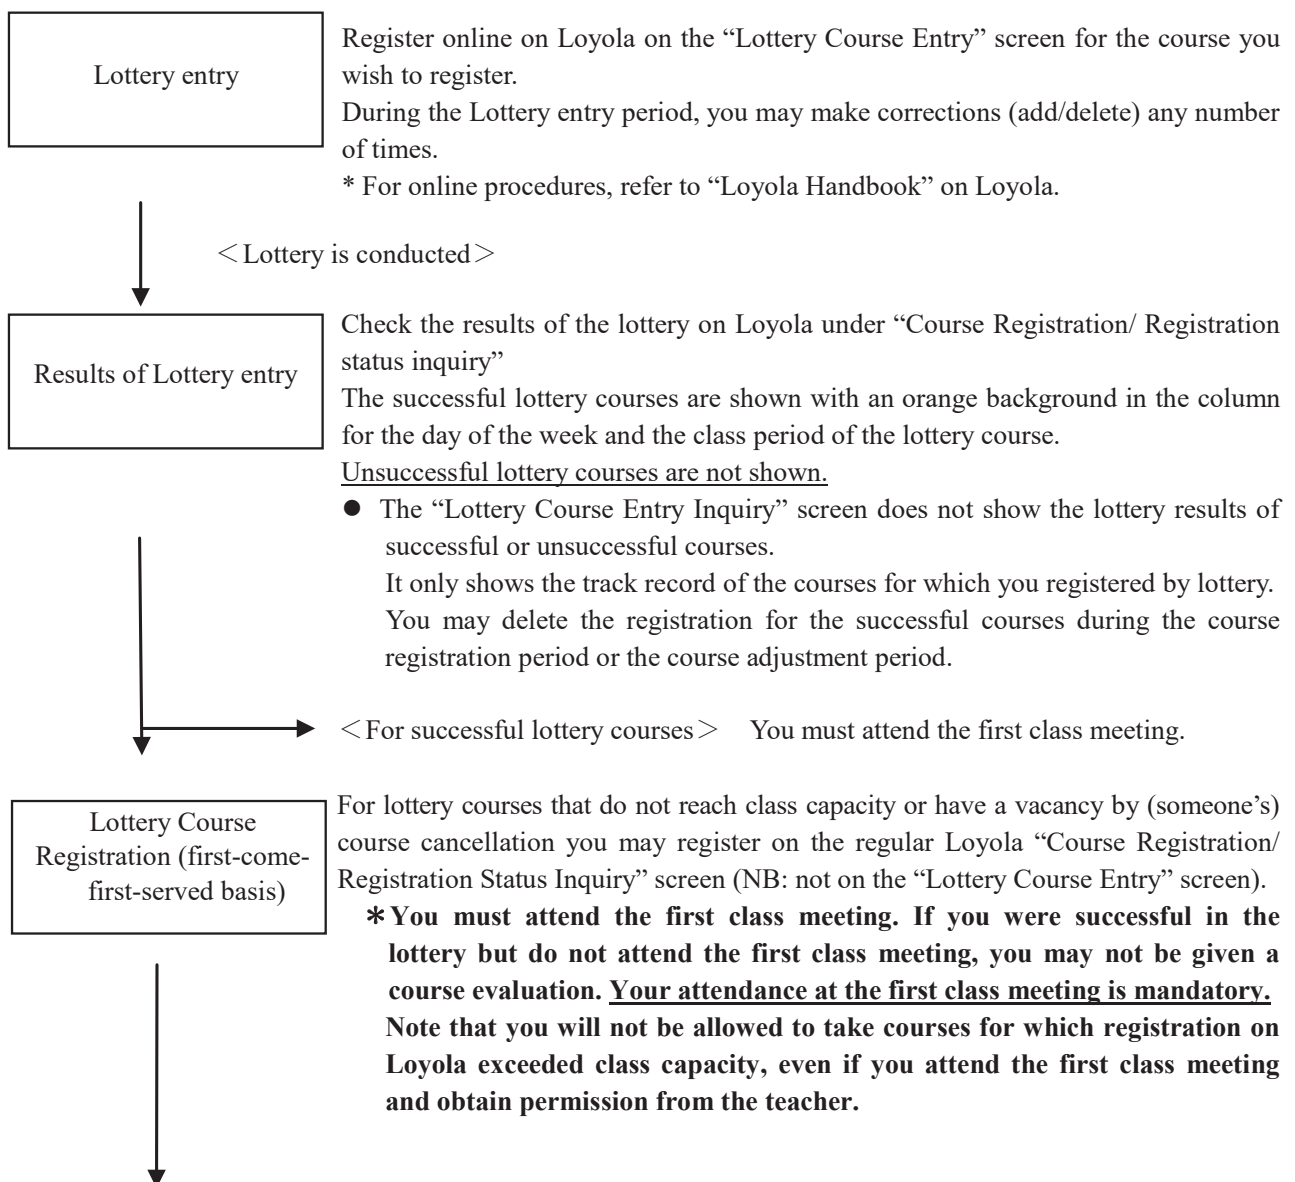 Lottery entry
Register online on Loyola on the “Lottery Course Entry” screen for the course you
wish to register.
During the Lottery entry period, you may make corrections (add/delete) any number
of times.
* For online procedures, refer to “Loyola Handbook” on Loyola.
＜Lottery is conducted＞
Results of Lottery entry
Check the results of the lottery on Loyola under “Course Registration/ Registration
status inquiry”
The successful lottery courses are shown with an orange background in the column
for the day of the week and the class period of the lottery course.
Unsuccessful lottery courses are not shown.
● The “Lottery Course Entry Inquiry” screen does not show the lottery results of
successful or unsuccessful courses.
It only shows the track record of the courses for which you registered by lottery.
You may delete the registration for the successful courses during the course
registration period or the course adjustment period.
＜For successful lottery courses＞ You must attend the first class meeting.
Lottery Course
Registration (first-come-
first-served basis)
For lottery courses that do not reach class capacity or have a vacancy by (someone’s)
course cancellation you may register on the regular Loyola “Course Registration/
Registration Status Inquiry” screen (NB: not on the “Lottery Course Entry” screen).
＊You must attend the first class meeting. If you were successful in the
lottery but do not attend the first class meeting, you may not be given a
course evaluation. Your attendance at the first class meeting is mandatory.
Note that you will not be allowed to take courses for which registration on
Loyola exceeded class capacity, even if you attend the first class meeting
and obtain permission from the teacher.